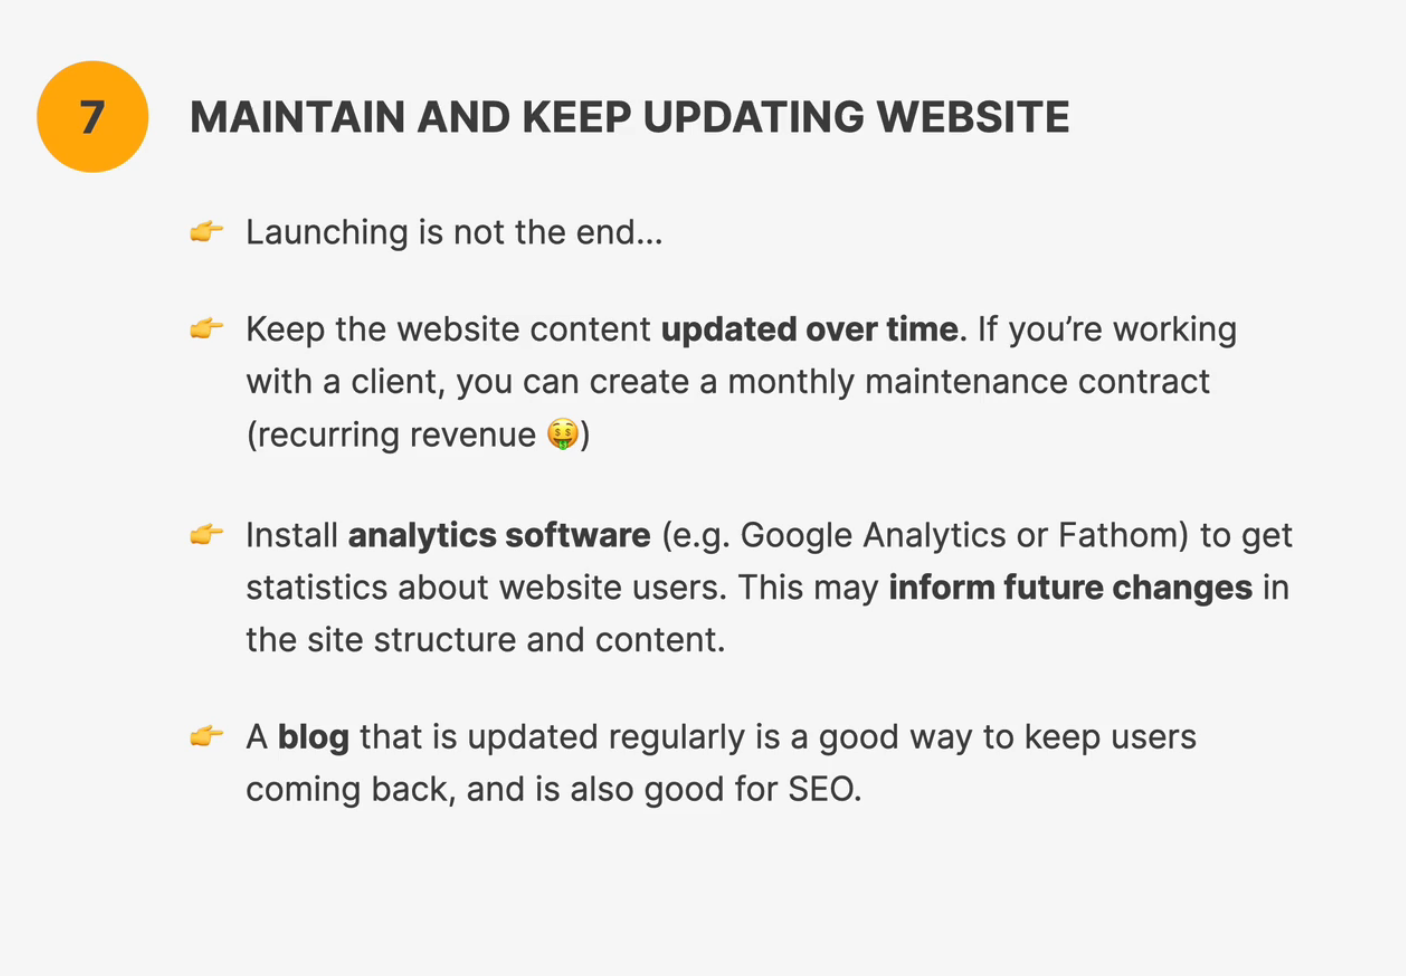 7
MAINTAIN AND KEEP UPDATING WEBSITE
👉 Launching is not the end...
👉 Keep the website content updated over time. If you’re working
with a client, you can create a monthly maintenance contract
(recurring revenue 🤑)
👉 Install analytics software (e.g. Google Analytics or Fathom) to get
statistics about website users. This may inform future changes in
the site structure and content.
👉 A blog that is updated regularly is a good way to keep users
coming back, and is also good for SEO.